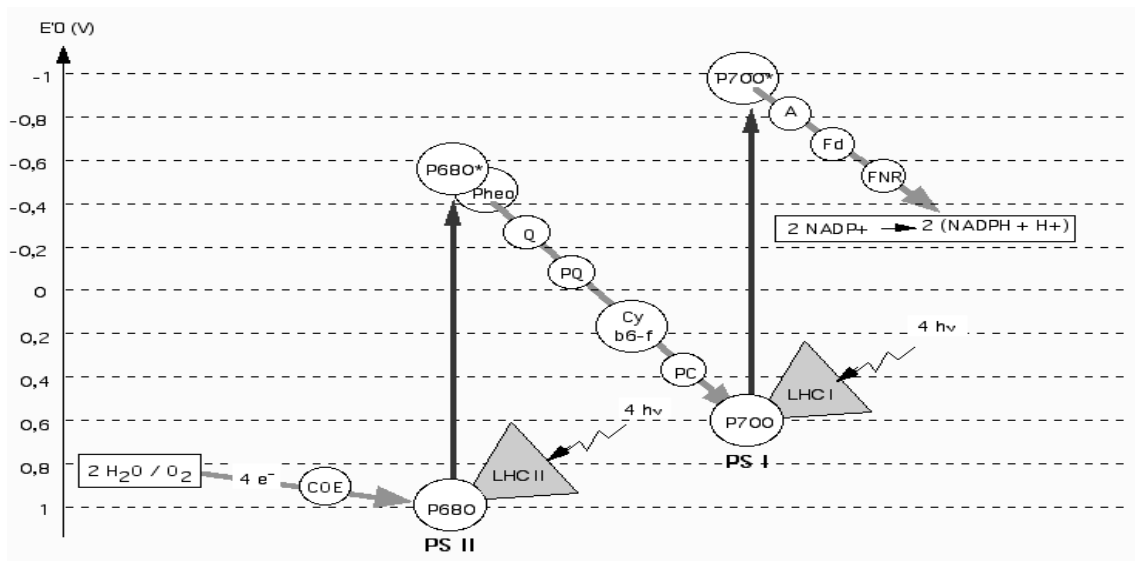 E'0 (V)
-1
-0,8
-0,6
-0,4
-0,2
0
0,2
0,4
0,6
0,8
1
P700*
A
Fd
FNR
2 NADP+ 2 (NADPH + H+)
P680*
Pheo
Q
PQ
Cy
b6-f
PC
4 hν
LHC I
P700
PS I
4 hν
LHC II
2 H₂O / O₂
4 e⁻
COE
P680
PS II